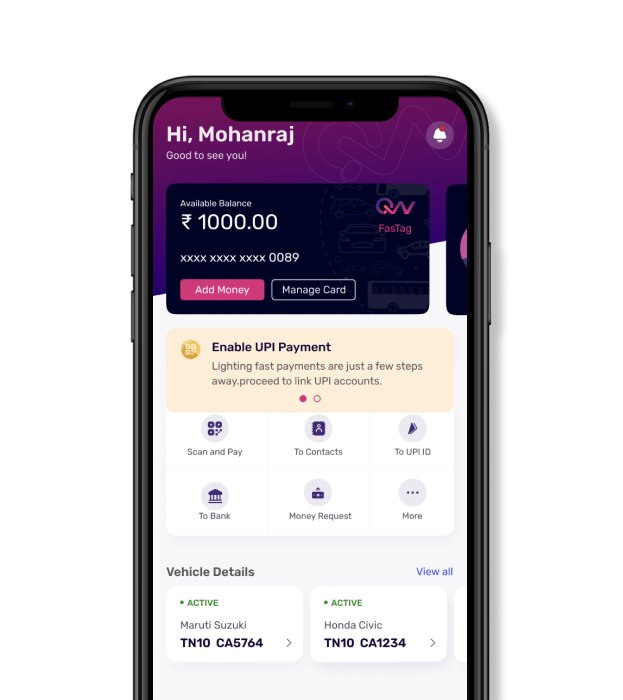 Hi, Mohanraj
Good to see you!
Available Balance
₹ 1000.00
FasTag
xxxx xxxx xxxx 0089
Add Money
Manage Card
Enable UPI Payment
Lighting fast payments are just a few steps
away.proceed to link UPI accounts.
Scan and Pay
To Contacts
To UPI ID
To Bank
Money Request
More
Vehicle Details
View all
• ACTIVE
Maruti Suzuki
TN10 CA5764
• ACTIVE
Honda Civic
TN10 CA1234